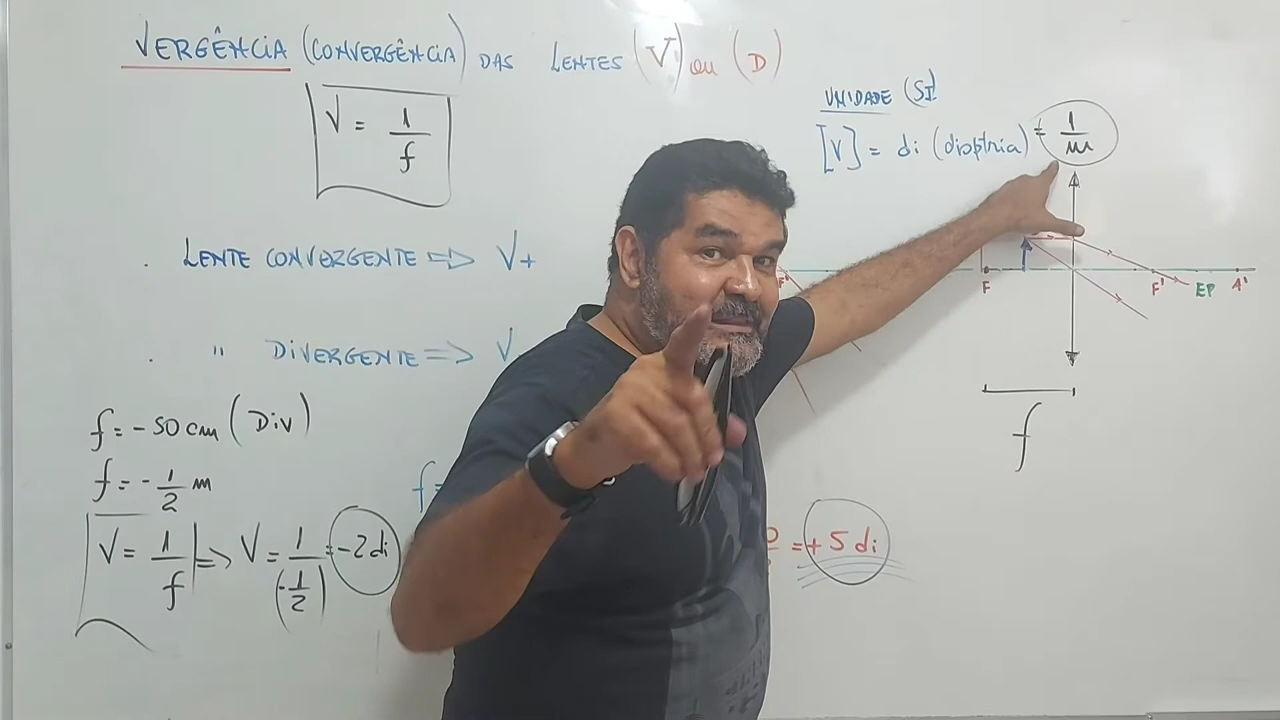 VERGÊNCIA (CONVERGÊNCIA) DAS LENTES (V) ou (D)
V = 1/f
UNIDADE (SI)
[V] = di (dioptria) = 1/m
. LENTE CONVERGENTE => V+
. " DIVERGENTE => V
F' F F' EP A'
f
f = -50 cm (Div)
f = -1/2 m
f=
V = 1/f => V = 1/(-1/2) = -2 di
= +5 di